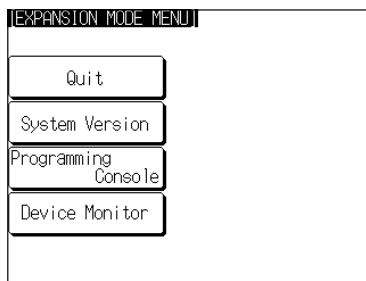 [EXPANSION MODE MENU]
Quit
System Version
Programming
Console
Device Monitor